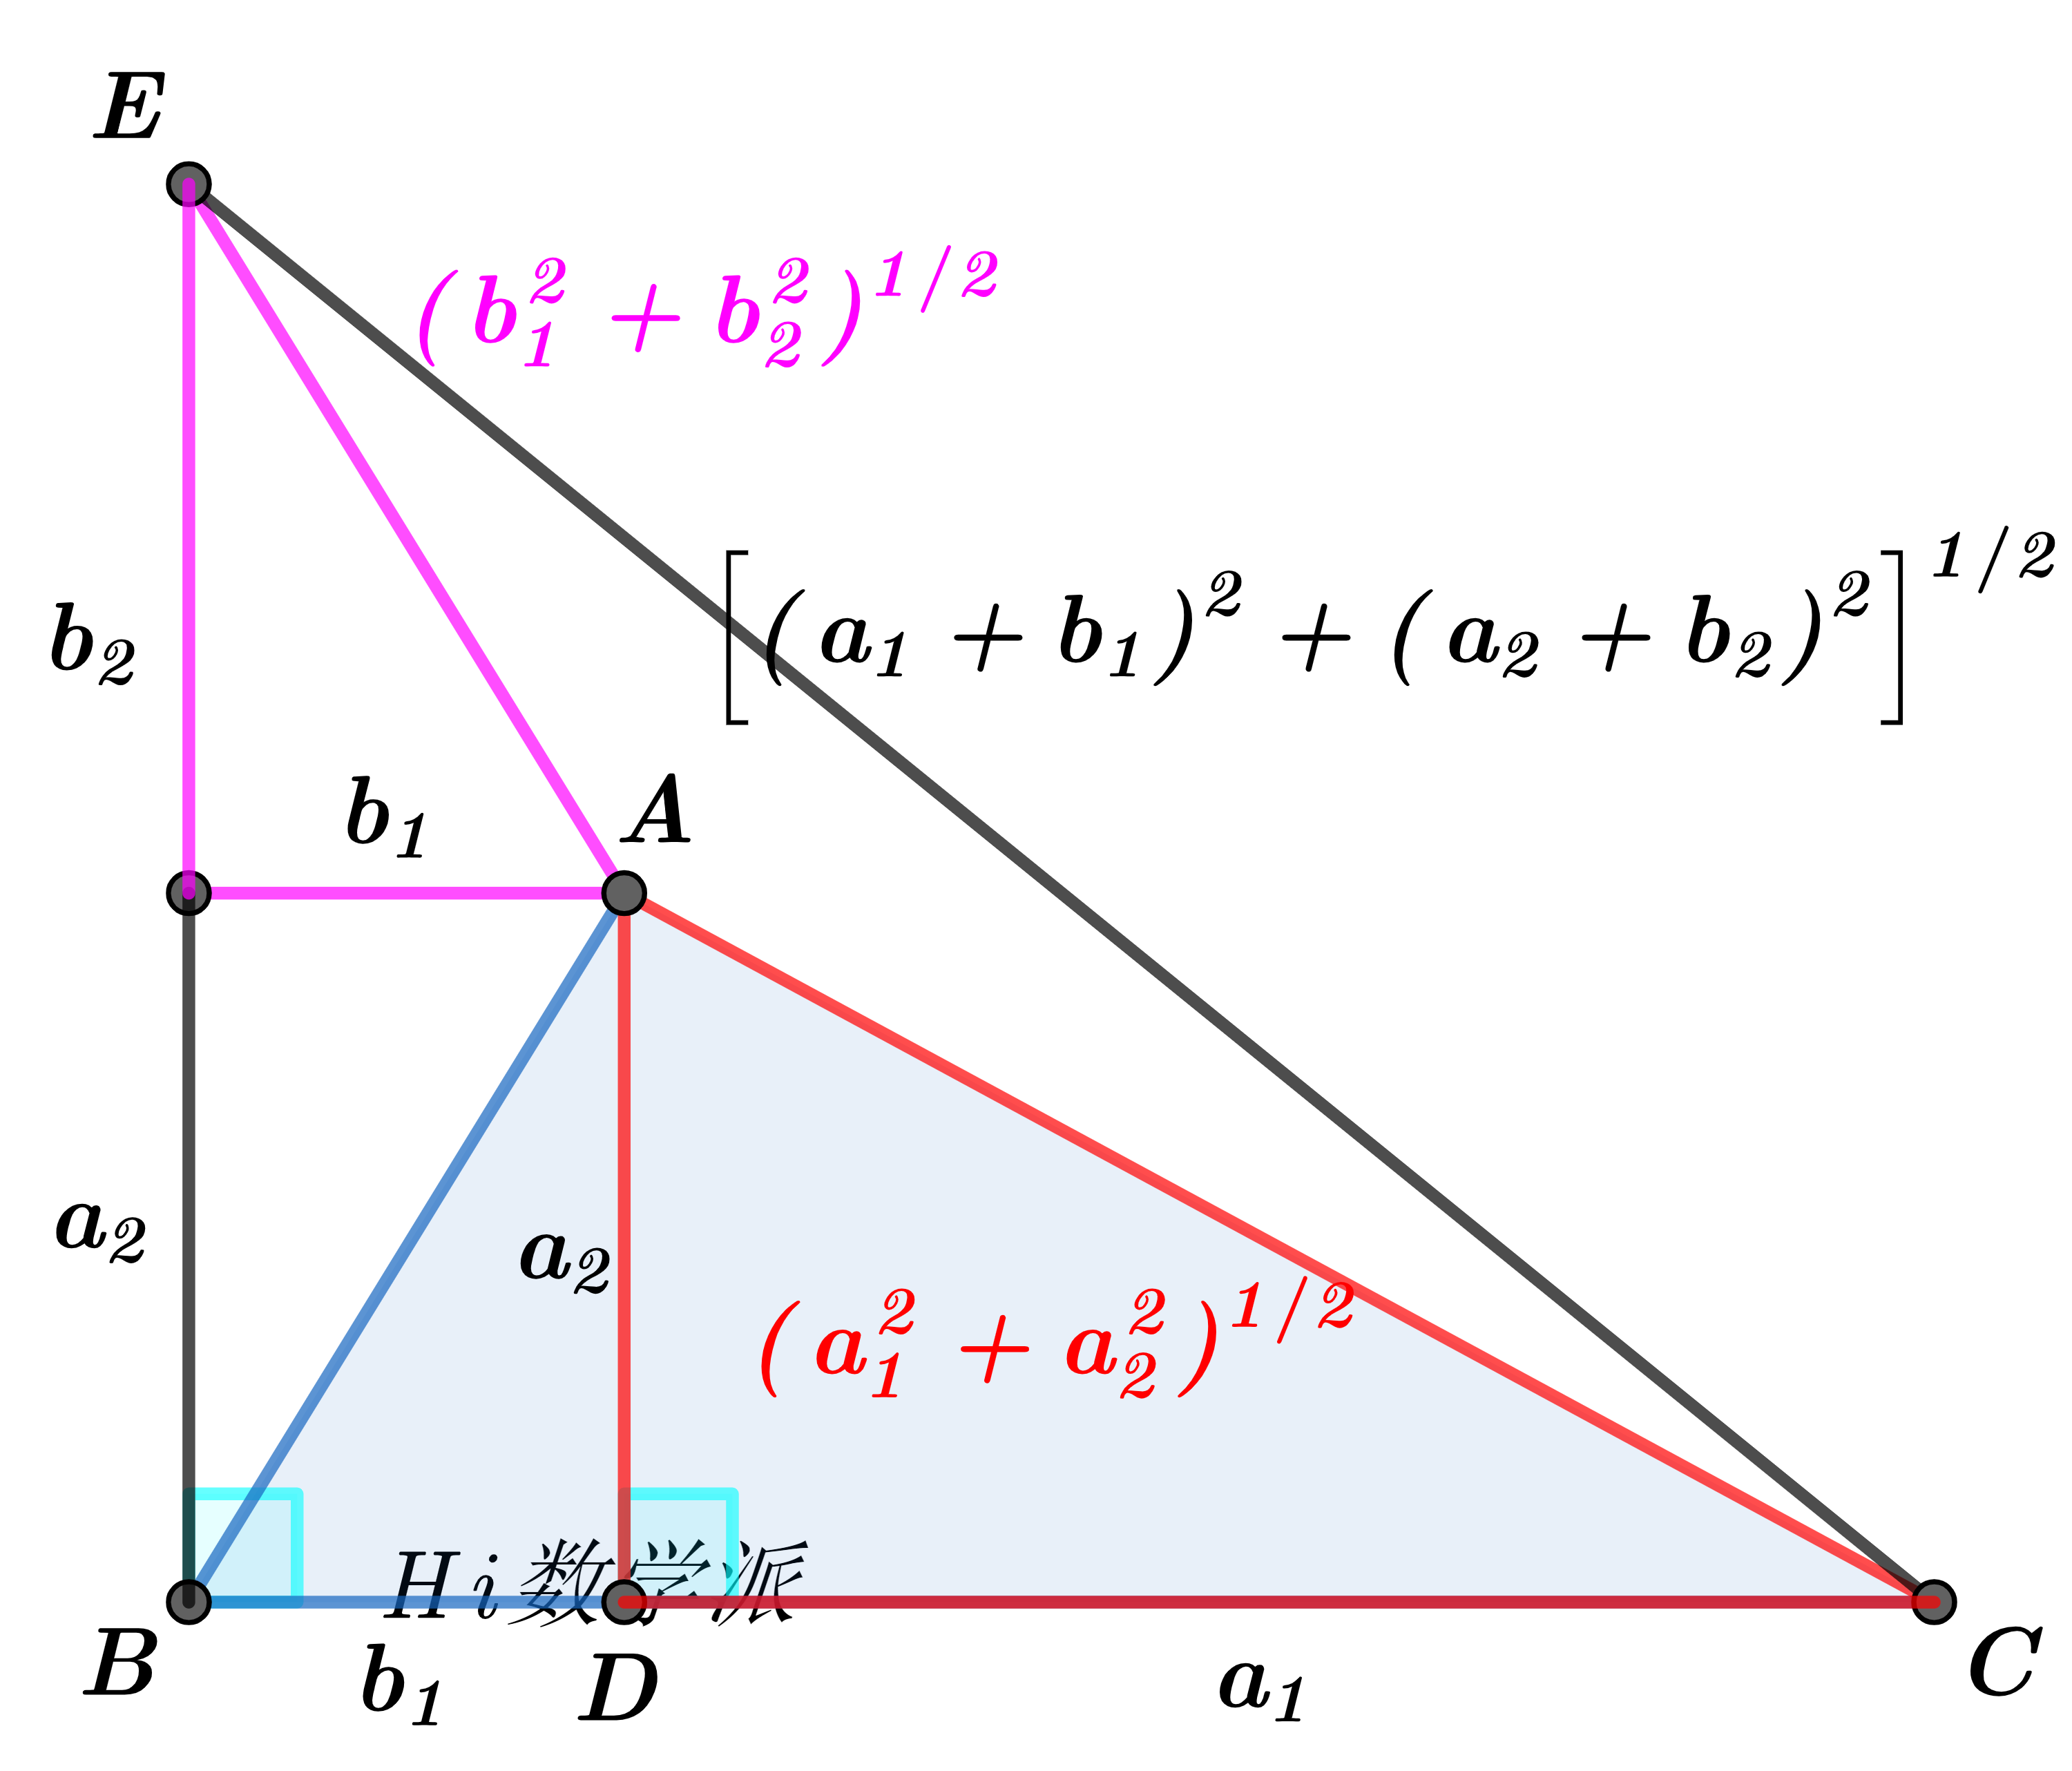 E
(b₁² + b₂²)^1/2
[(a₁ + b₁)² + (a₂ + b₂)²]^1/2
b₂
b₁
A
a₂
a₂
(a₁² + a₂²)^1/2
Hi数学派
B
b₁
D
a₁
C